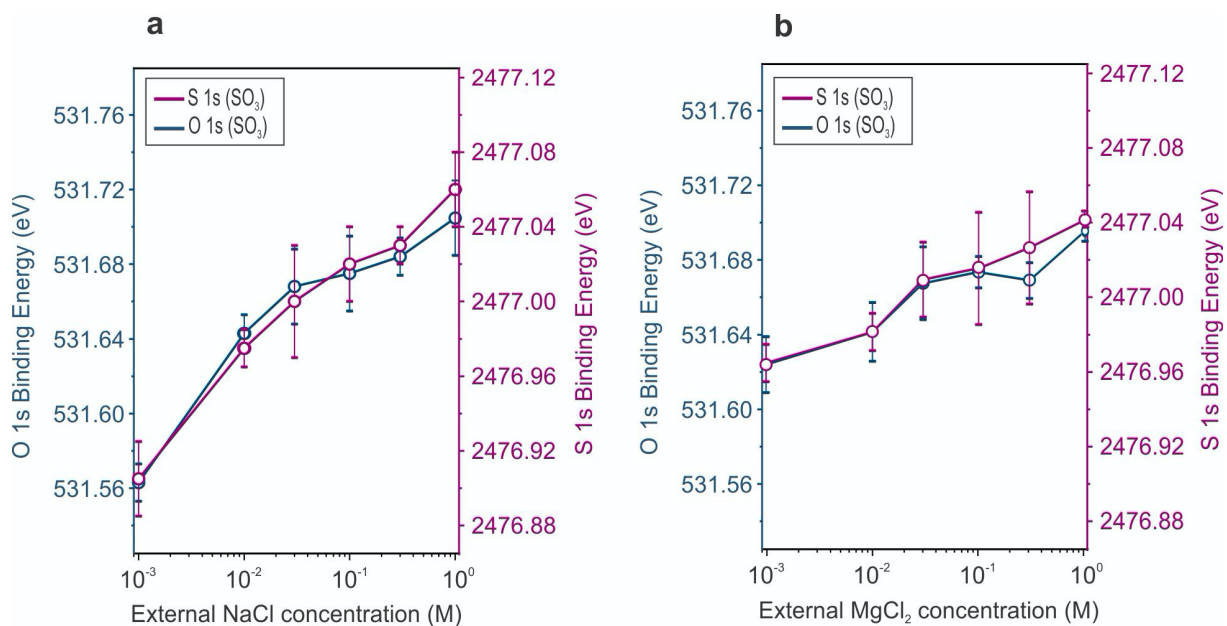 a
S 1s (SO₃)
O 1s (SO₃)
O 1s Binding Energy (eV)
531.76
531.72
531.68
531.64
531.60
531.56
2477.12
2477.08
2477.04
2477.00
2476.96
2476.92
2476.88
S 1s Binding Energy (eV)
10⁻³
10⁻²
10⁻¹
10⁰
External NaCl concentration (M)
b
S 1s (SO₃)
O 1s (SO₃)
O 1s Binding Energy (eV)
531.76
531.72
531.68
531.64
531.60
531.56
2477.12
2477.08
2477.04
2477.00
2476.96
2476.92
2476.88
S 1s Binding Energy (eV)
10⁻³
10⁻²
10⁻¹
10⁰
External MgCl₂ concentration (M)